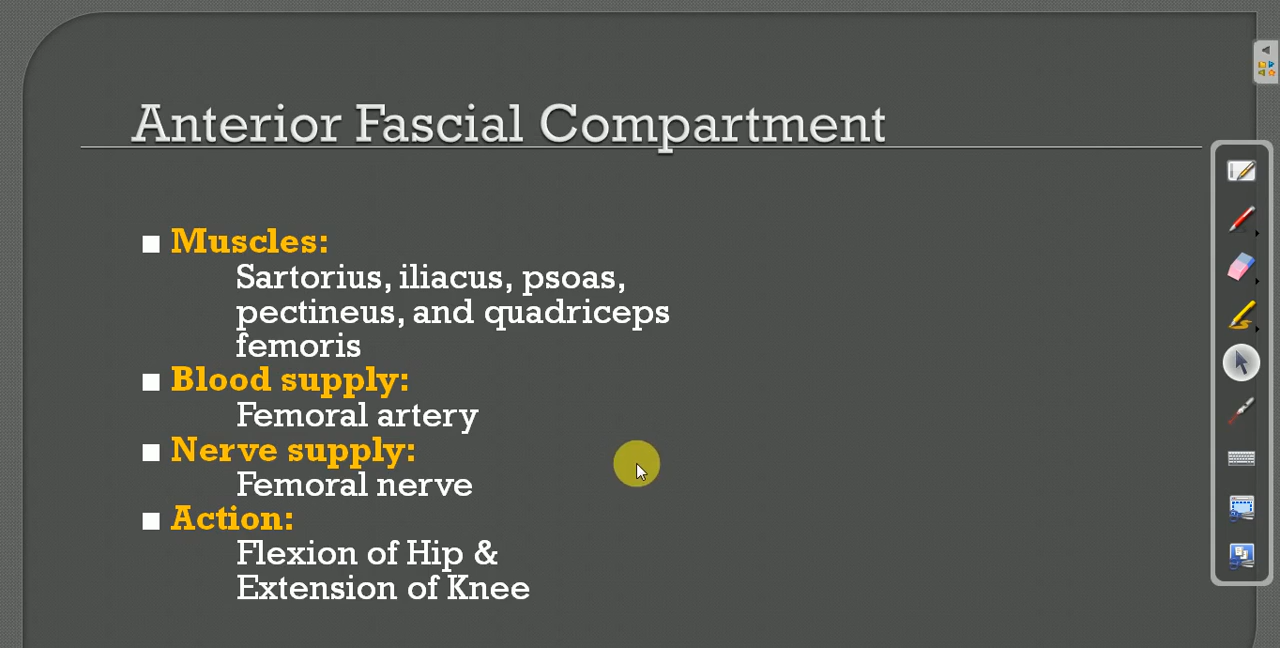 Anterior Fascial Compartment
Muscles:
Sartorius, iliacus, psoas,
pectineus, and quadriceps
femoris
Blood supply:
Femoral artery
Nerve supply:
Femoral nerve
Action:
Flexion of Hip &
Extension of Knee